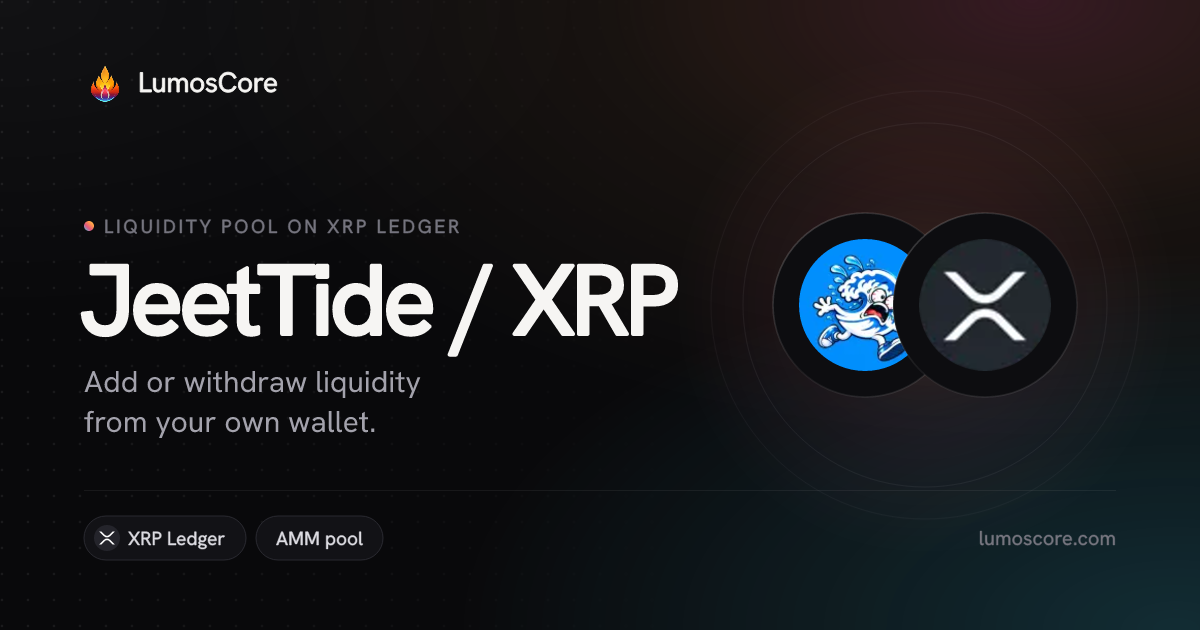 LumosCore
LIQUIDITY POOL ON XRP LEDGER
JeetTide / XRP
Add or withdraw liquidity
from your own wallet.
XRP Ledger
AMM pool
lumoscore.com